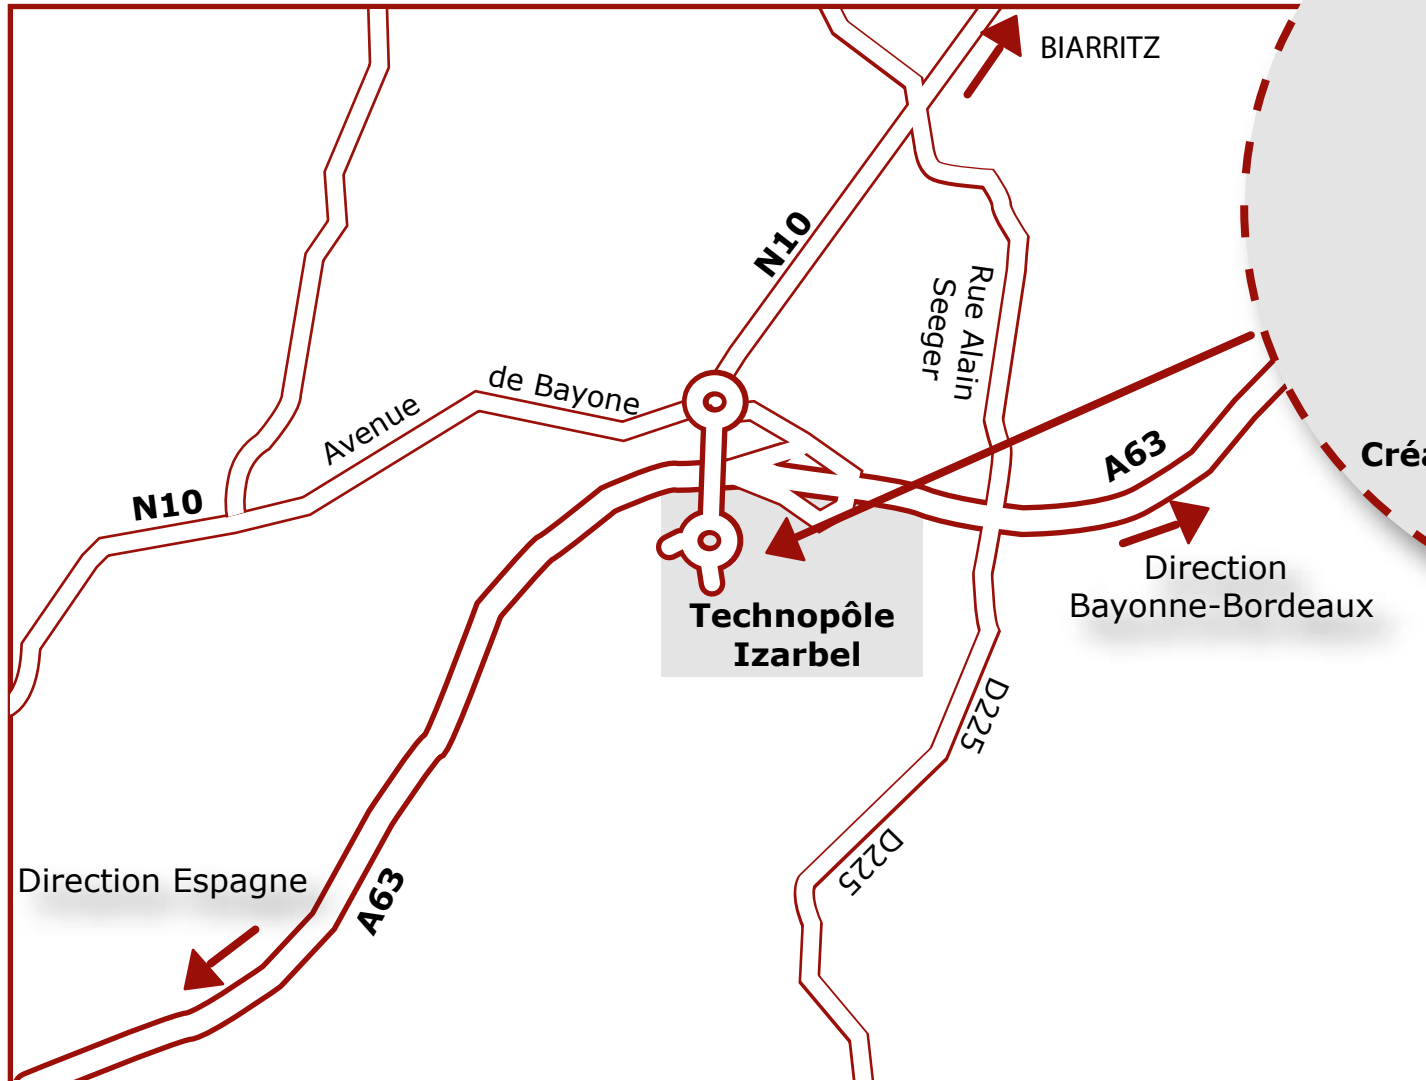 BIARRITZ
N10
Rue Alain
Seeger
de Bayone
Avenue
A63
Créa
N10
Direction
Bayonne-Bordeaux
Technopôle
Izarbel
D225
D225
Direction Espagne
A63